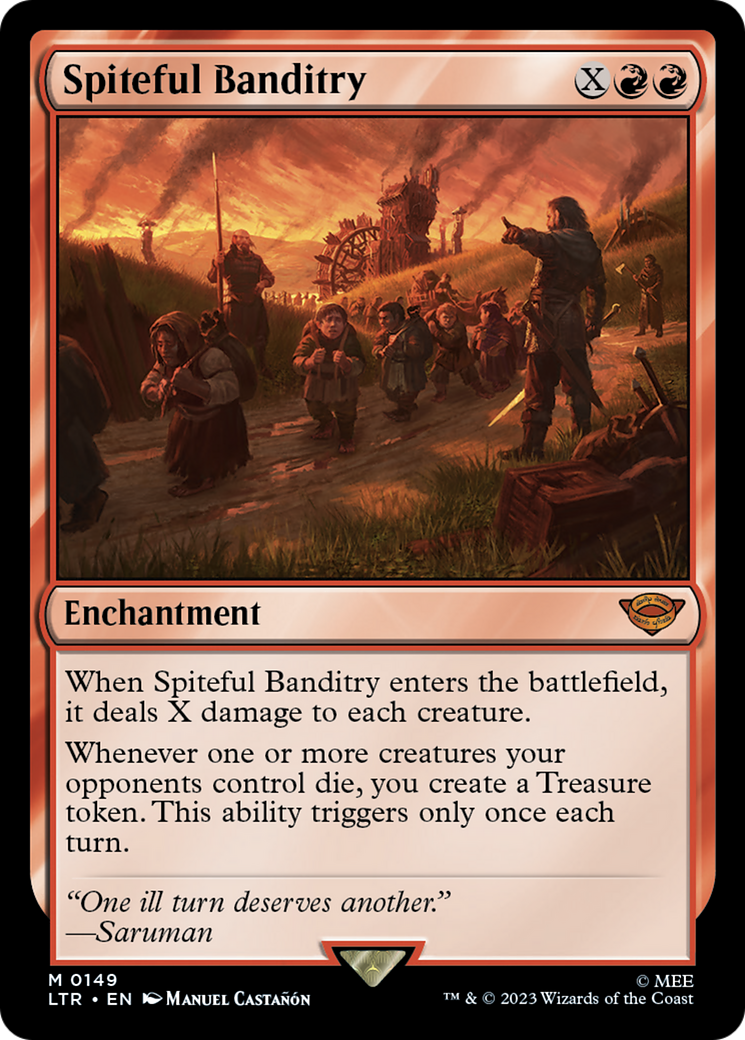 Spiteful Banditry X
Enchantment
When Spiteful Banditry enters the battlefield,
it deals X damage to each creature.
Whenever one or more creatures your
opponents control die, you create a Treasure
token. This ability triggers only once each
turn.
“One ill turn deserves another.”
—Saruman
M 0149
LTR • EN Manuel Castañón
© MEE
™ & © 2023 Wizards of the Coast